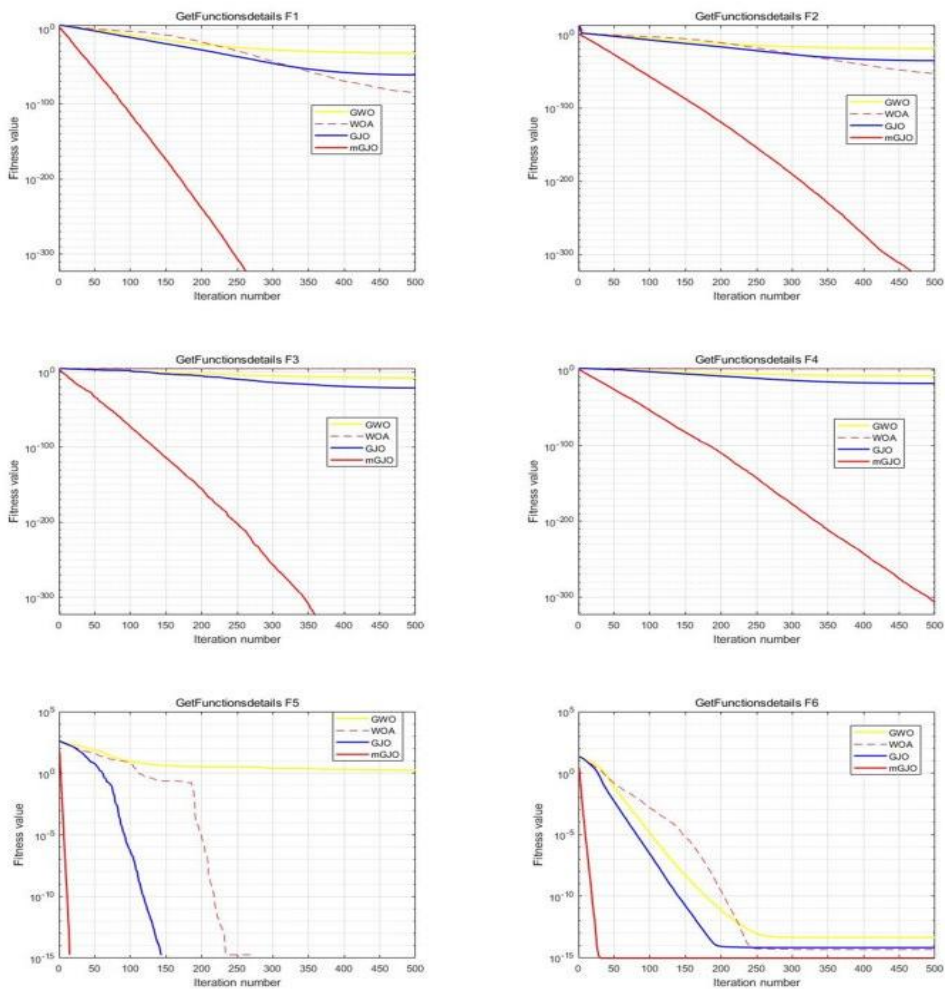 GetFunctionsdetails F1
10^0
10^-100
10^-200
10^-300
Fitness value
GWO
WOA
GJO
mGJO
0 50 100 150 200 250 300 350 400 450 500
Iteration number
GetFunctionsdetails F2
10^0
10^-100
10^-200
10^-300
Fitness value
GWO
WOA
GJO
mGJO
0 50 100 150 200 250 300 350 400 450 500
Iteration number
GetFunctionsdetails F3
10^0
10^-100
10^-200
10^-300
Fitness value
GWO
WOA
GJO
mGJO
0 50 100 150 200 250 300 350 400 450 500
Iteration number
GetFunctionsdetails F4
10^0
10^-100
10^-200
10^-300
Fitness value
GWO
WOA
GJO
mGJO
0 50 100 150 200 250 300 350 400 450 500
Iteration number
GetFunctionsdetails F5
10^5
10^0
10^-5
10^-10
10^-15
Fitness value
GWO
WOA
GJO
mGJO
0 50 100 150 200 250 300 350 400 450 500
Iteration number
GetFunctionsdetails F6
10^5
10^0
10^-5
10^-10
10^-15
Fitness value
GWO
WOA
GJO
mGJO
0 50 100 150 200 250 300 350 400 450 500
Iteration number